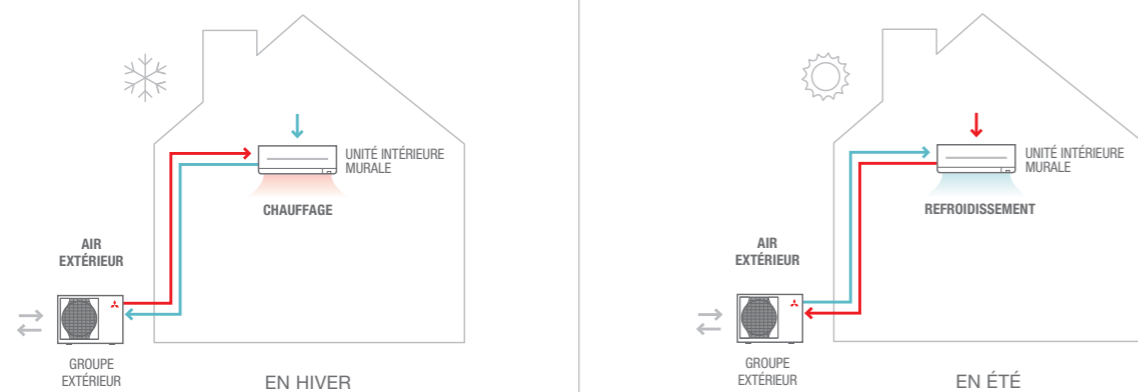 UNITÉ INTÉRIEURE
MURALE
CHAUFFAGE
AIR
EXTÉRIEUR
GROUPE
EXTÉRIEUR
EN HIVER
UNITÉ INTÉRIEURE
MURALE
REFROIDISSEMENT
AIR
EXTÉRIEUR
GROUPE
EXTÉRIEUR
EN ÉTÉ